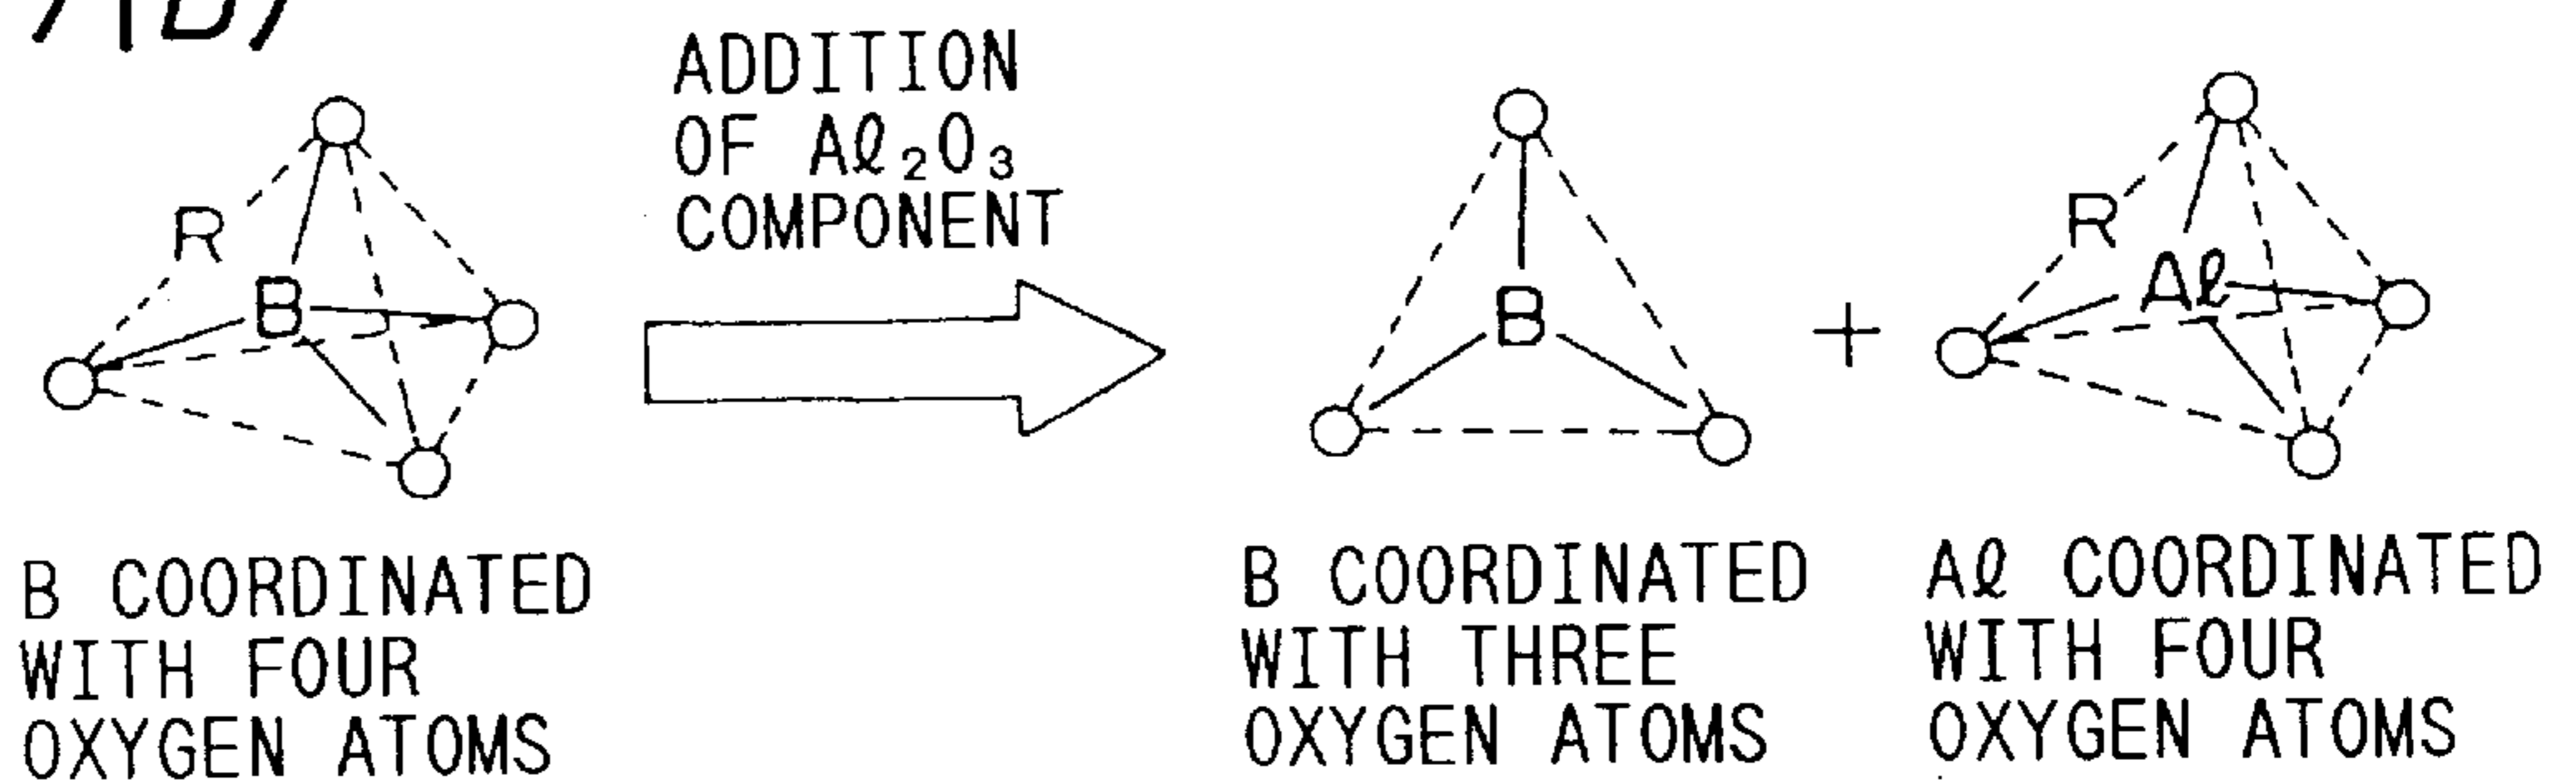 ADDITION
OF Aℓ₂O₃
COMPONENT
R
B
B
+
R
Aℓ
B COORDINATED
WITH FOUR
OXYGEN ATOMS
B COORDINATED
WITH THREE
OXYGEN ATOMS
Aℓ COORDINATED
WITH FOUR
OXYGEN ATOMS